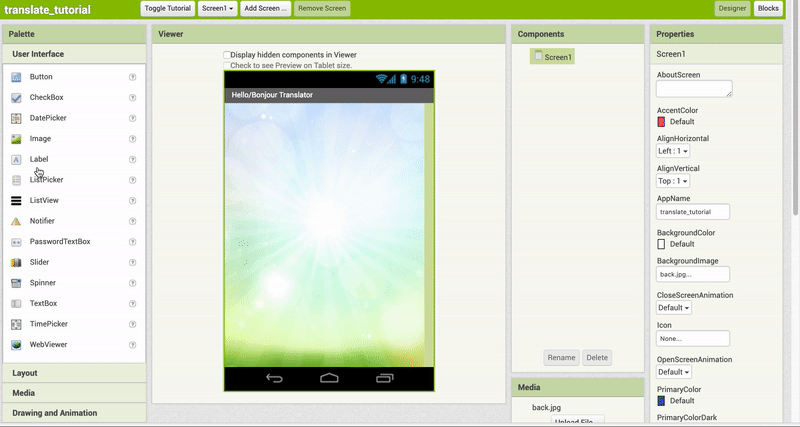 translate_tutorial
Toggle Tutorial
Screen1
Add Screen ...
Remove Screen
Designer
Blocks
Palette
User Interface
Button
CheckBox
DatePicker
Image
Label
ListPicker
ListView
Notifier
PasswordTextBox
Slider
Spinner
TextBox
TimePicker
WebViewer
Layout
Media
Drawing and Animation
Viewer
Display hidden components in Viewer
Check to see Preview on Tablet size.
9:48
Hello/Bonjour Translator
Components
Screen1
Rename
Delete
Media
back.jpg
Upload File
Properties
Screen1
AboutScreen
AccentColor
Default
AlignHorizontal
Left : 1
AlignVertical
Top : 1
AppName
translate_tutorial
BackgroundColor
Default
BackgroundImage
back.jpg...
CloseScreenAnimation
Default
Icon
None...
OpenScreenAnimation
Default
PrimaryColor
Default
PrimaryColorDark